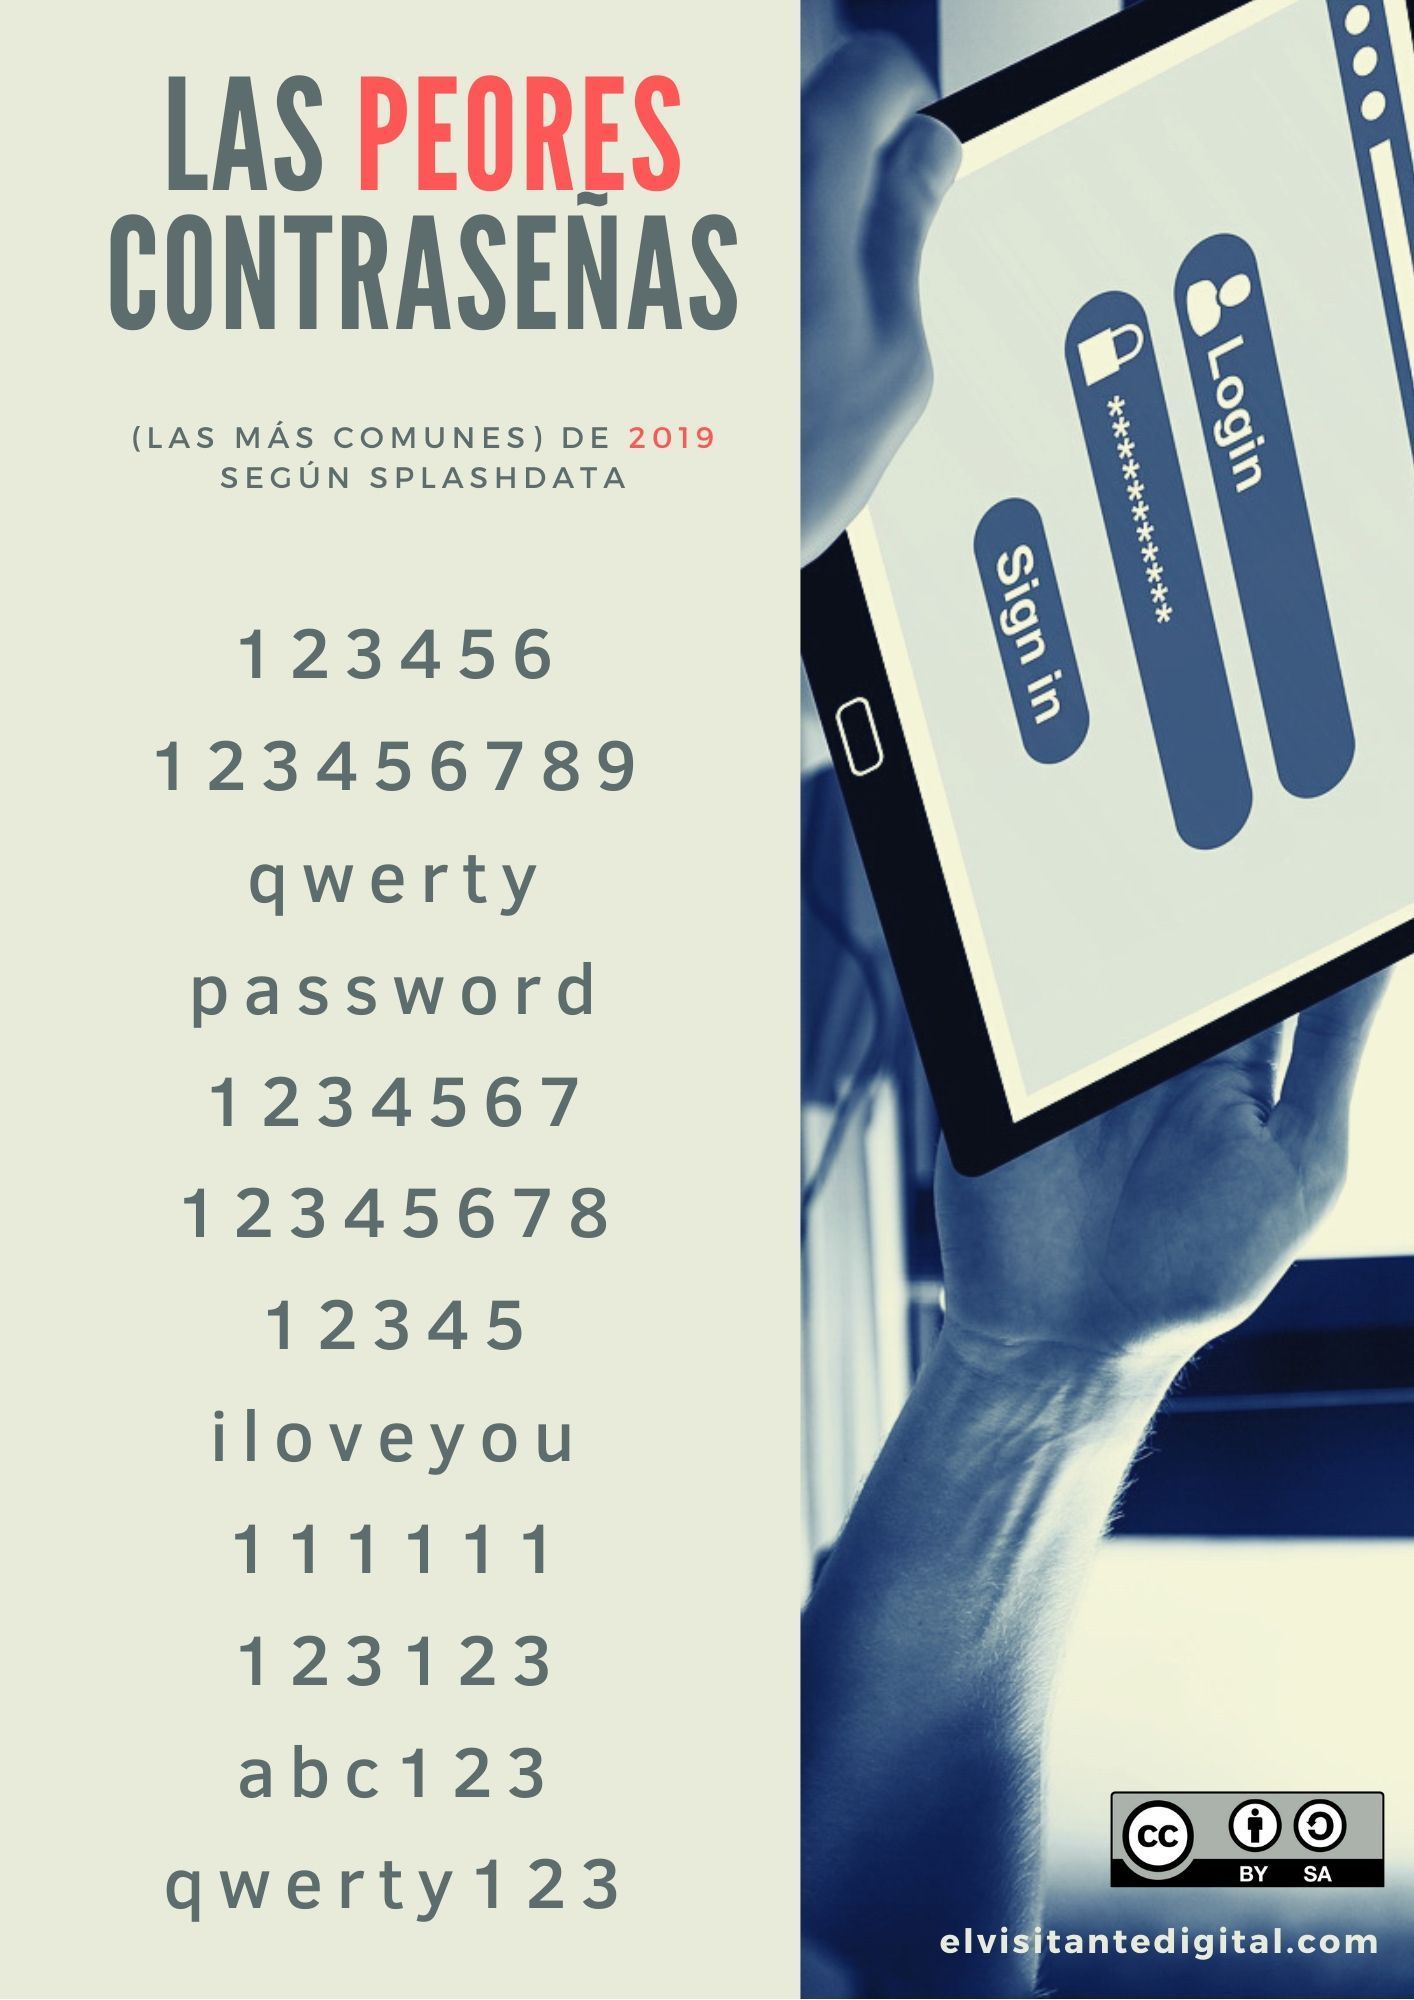 LAS PEORES
CONTRASEÑAS
(LAS MÁS COMUNES) DE 2019
SEGÚN SPLASHDATA
123456
123456789
qwerty
password
1234567
12345678
12345
iloveyou
111111
123123
abc123
qwerty123
Login
************
Sign in
CC
BY SA
elvisitantedigital.com